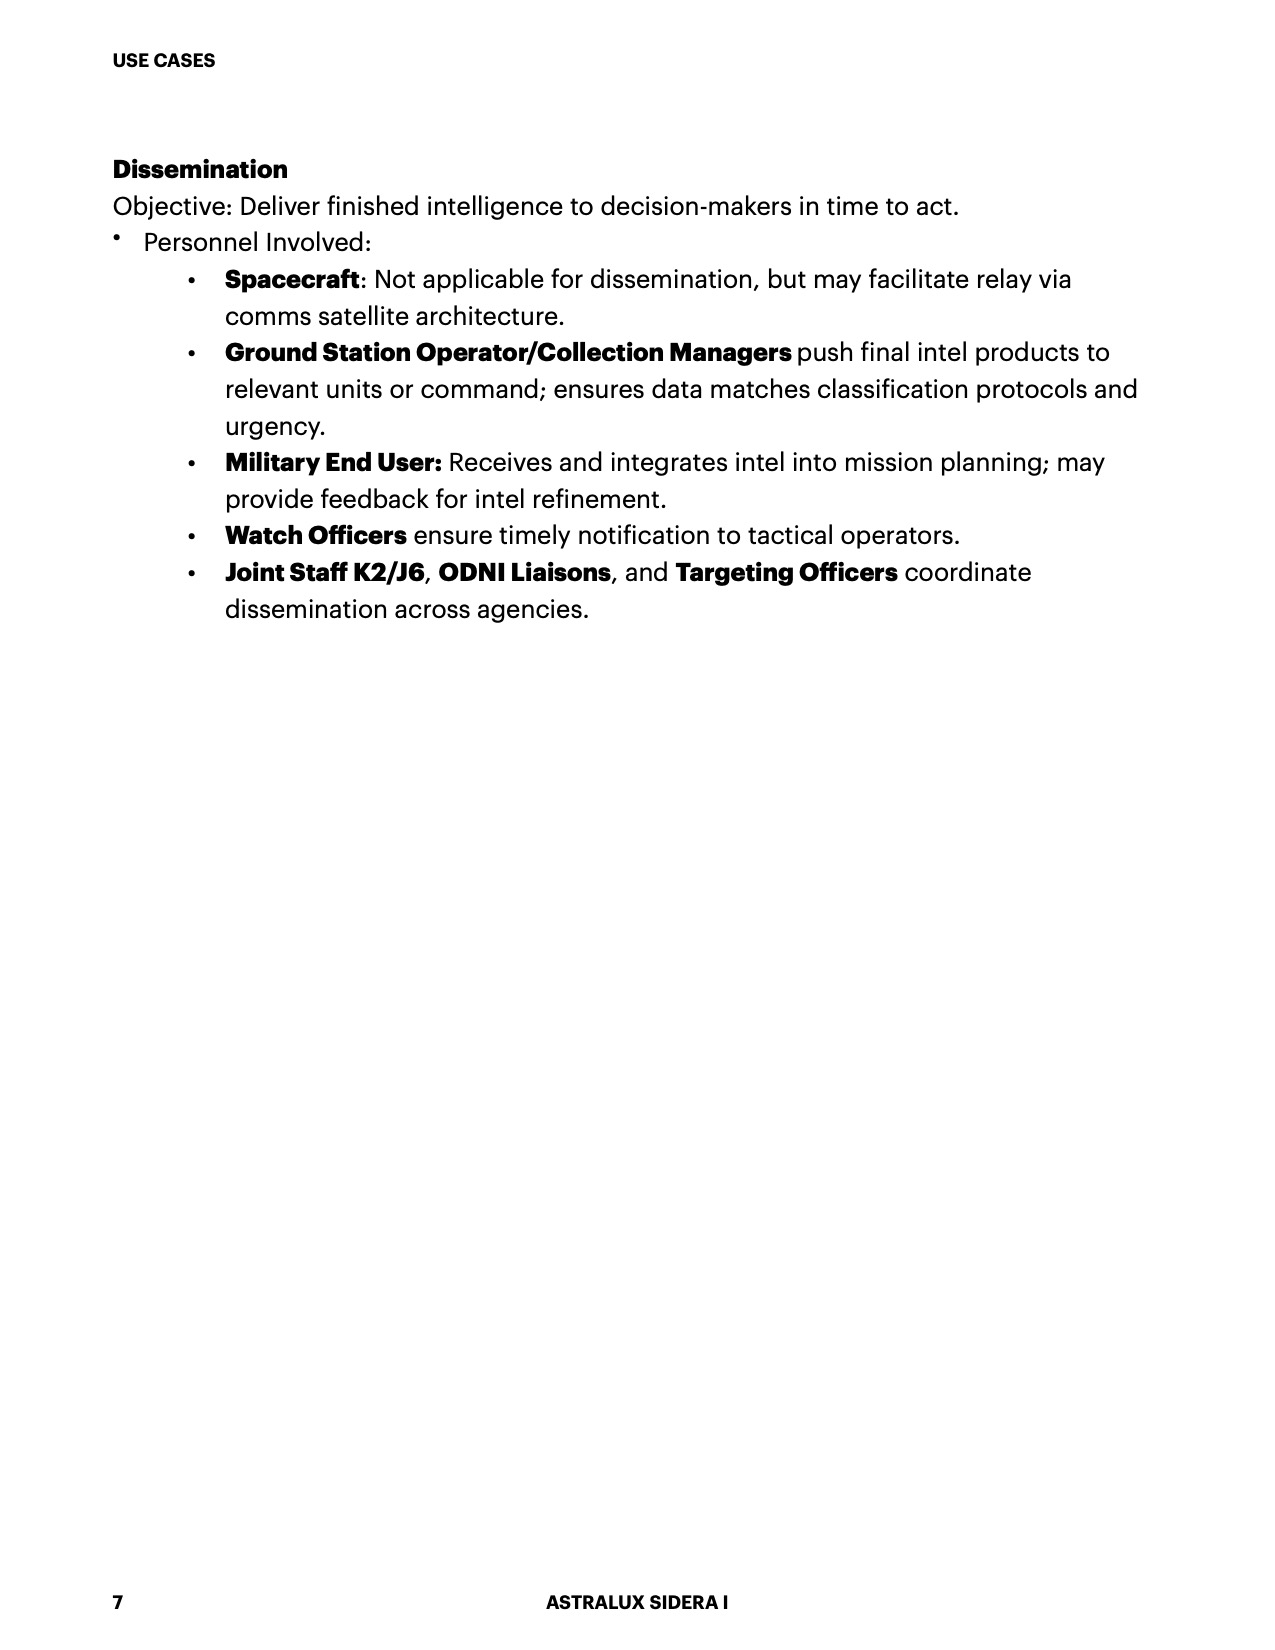 USE CASES
Dissemination
Objective: Deliver finished intelligence to decision-makers in time to act.
• Personnel Involved:
• Spacecraft: Not applicable for dissemination, but may facilitate relay via
comms satellite architecture.
• Ground Station Operator/Collection Managers push final intel products to
relevant units or command; ensures data matches classification protocols and
urgency.
• Military End User: Receives and integrates intel into mission planning; may
provide feedback for intel refinement.
• Watch Officers ensure timely notification to tactical operators.
• Joint Staff K2/J6, ODNI Liaisons, and Targeting Officers coordinate
dissemination across agencies.
7 ASTRALUX SIDERA I